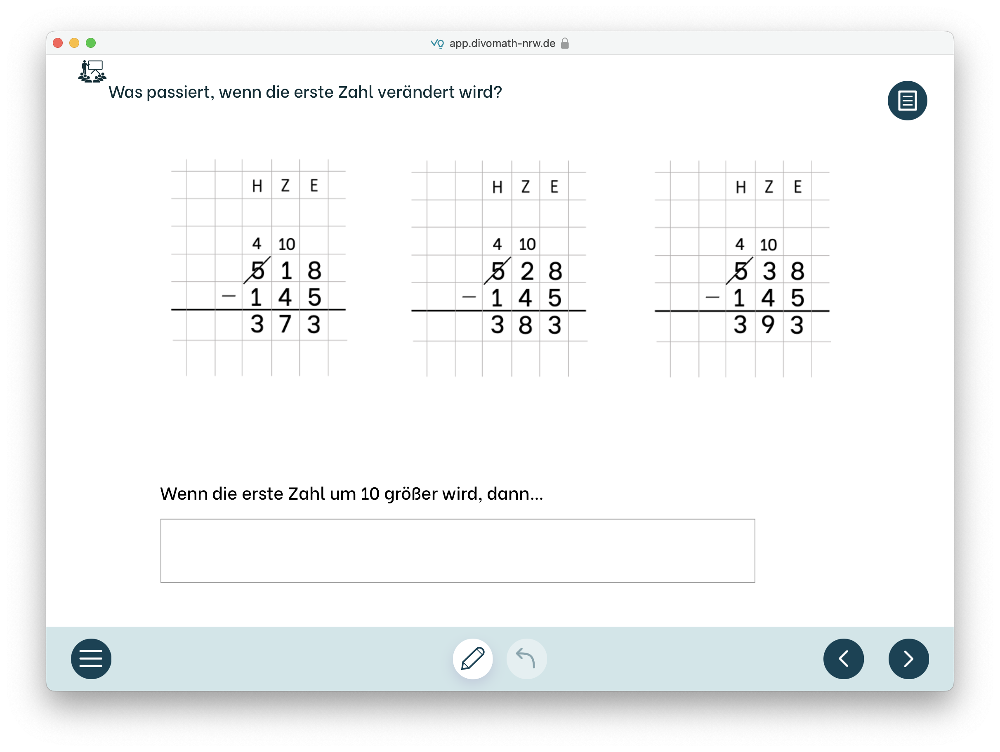 app.divomath-nrw.de
Was passiert, wenn die erste Zahl verändert wird?
H Z E
4 10
5 1 8
– 1 4 5
3 7 3
H Z E
4 10
5 2 8
– 1 4 5
3 8 3
H Z E
4 10
5 3 8
– 1 4 5
3 9 3
Wenn die erste Zahl um 10 größer wird, dann...